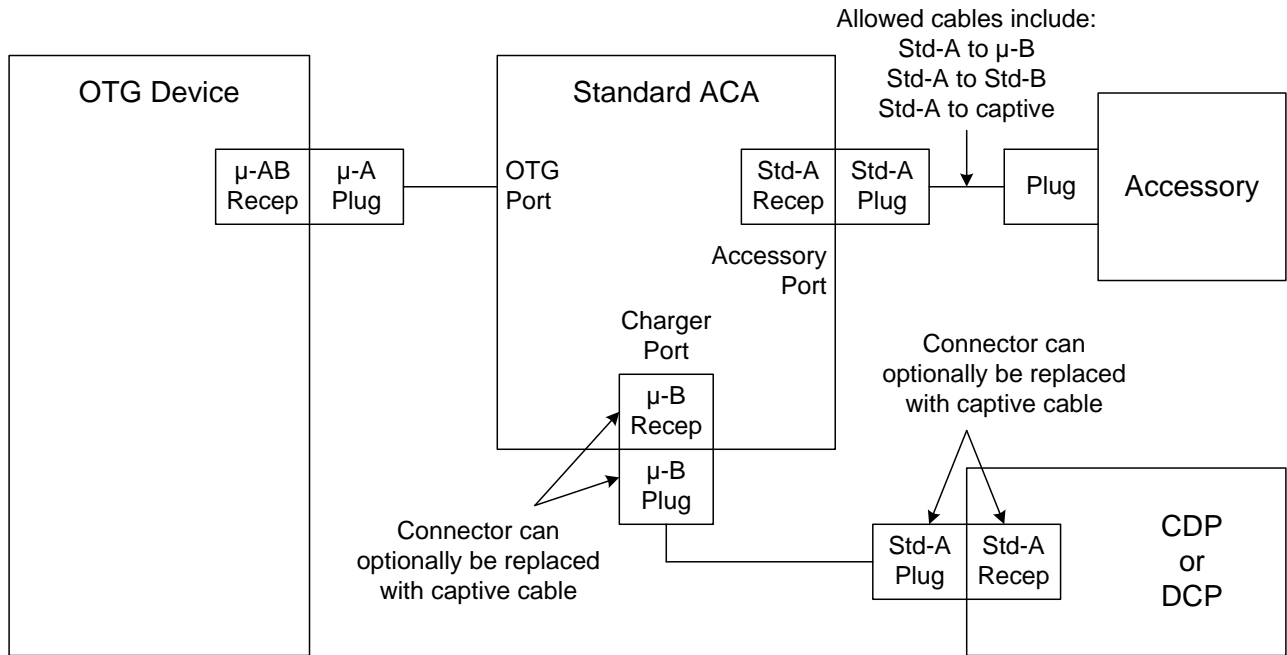 Allowed cables include:
Std-A to µ-B
Std-A to Std-B
Std-A to captive
OTG Device
Standard ACA
µ-AB
Recep
µ-A
Plug
OTG
Port
Std-A
Recep
Std-A
Plug
Plug
Accessory
Accessory
Port
Charger
Port
µ-B
Recep
µ-B
Plug
Connector can
optionally be replaced
with captive cable
Connector can
optionally be replaced
with captive cable
Std-A
Plug
Std-A
Recep
CDP
or
DCP